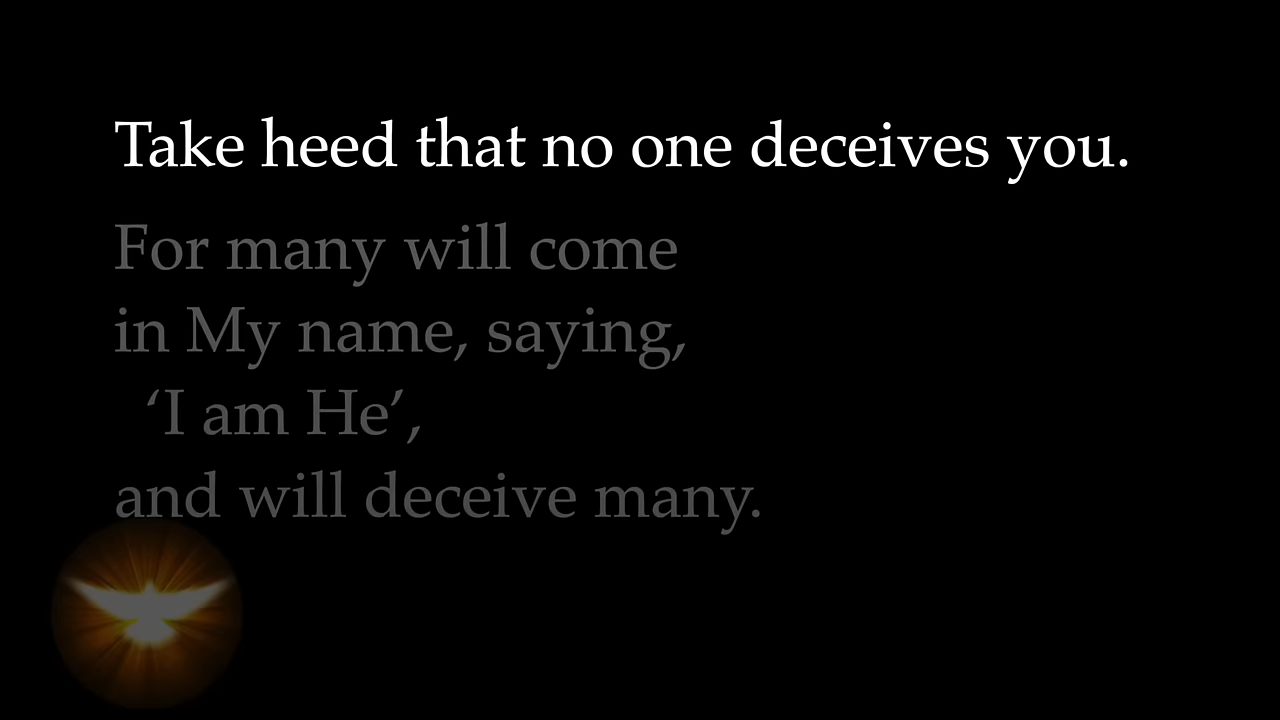 Take heed that no one deceives you.
For many will come
in My name, saying,
‘I am He’,
and will deceive many.